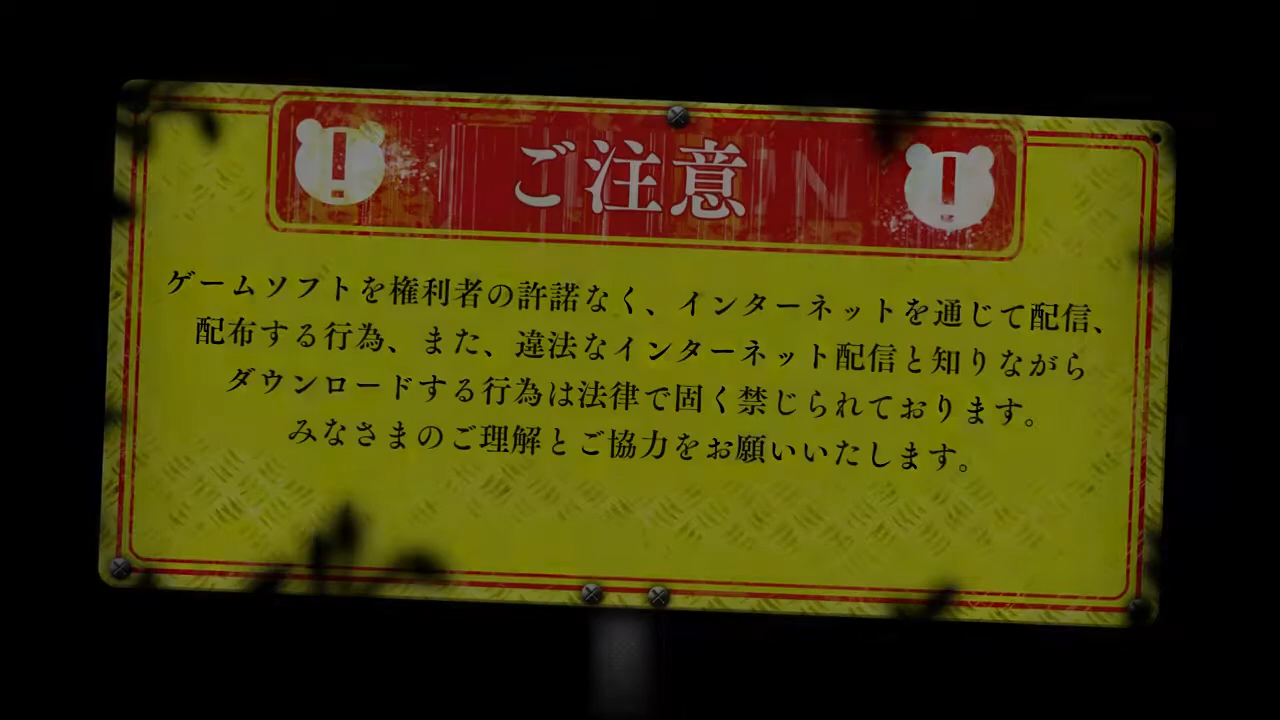 ご注意
ゲームソフトを権利者の許諾なく、インターネットを通じて配信、
配布する行為、また、違法なインターネット配信と知りながら
ダウンロードする行為は法律で固く禁じられております。
みなさまのご理解とご協力をお願いいたします。